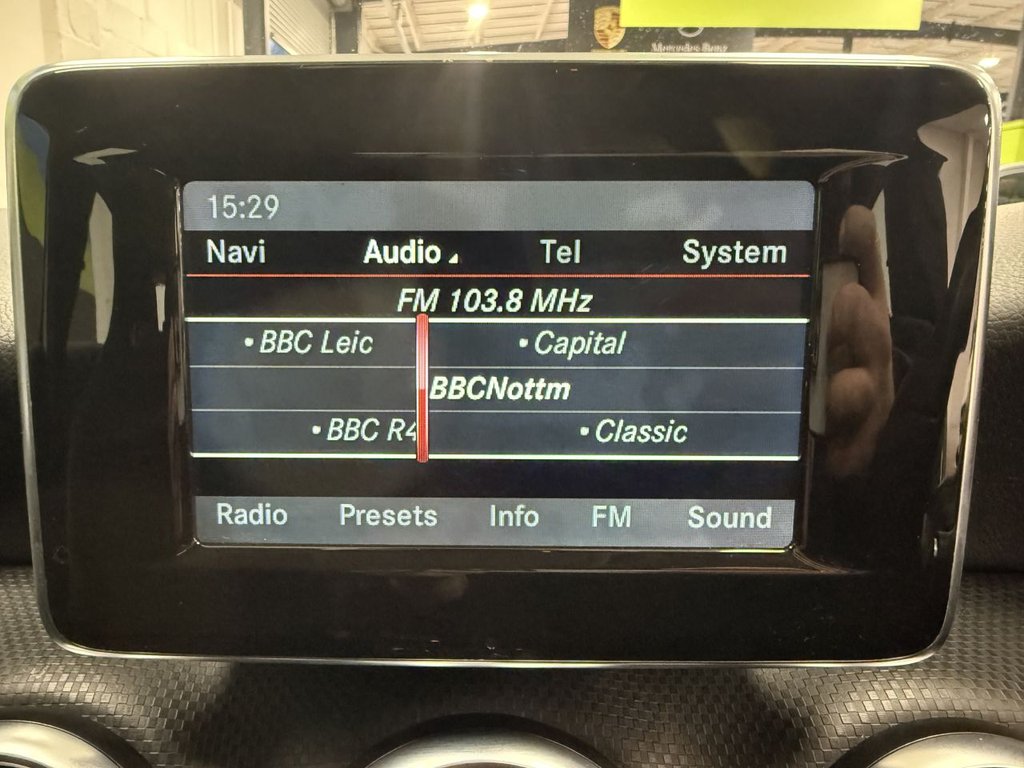 Mercedes-Benz
15:29
Navi Audio Tel System
FM 103.8 MHz
• BBC Leic • Capital
BBCNottm
• BBC R4 • Classic
Radio Presets Info FM Sound